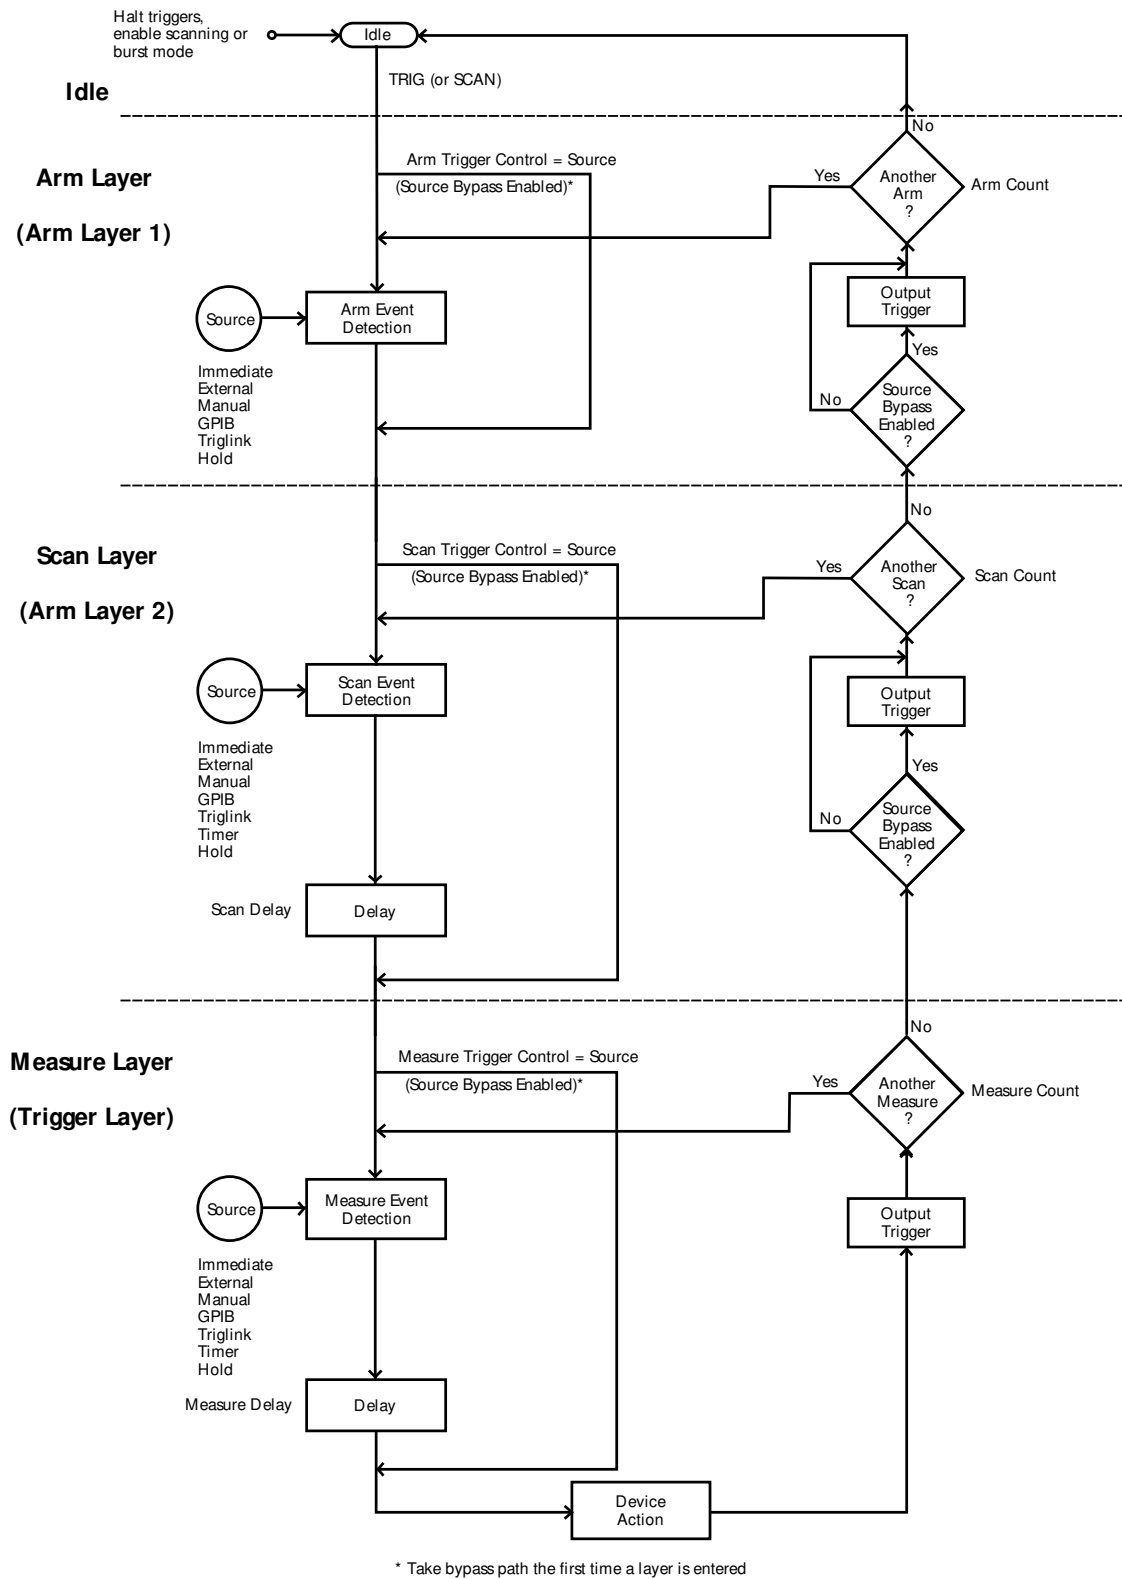 Halt triggers,
enable scanning or
burst mode
Idle
TRIG (or SCAN)
Idle
No
Arm Layer
(Arm Layer 1)
Arm Trigger Control = Source
(Source Bypass Enabled)*
Yes
Another
Arm
?
Arm Count
Output
Trigger
Source
Arm Event
Detection
Yes
Immediate
External
Manual
GPIB
Triglink
Hold
No
Source
Bypass
Enabled
?
No
Scan Layer
(Arm Layer 2)
Scan Trigger Control = Source
(Source Bypass Enabled)*
Yes
Another
Scan
?
Scan Count
Source
Scan Event
Detection
Output
Trigger
Immediate
External
Manual
GPIB
Triglink
Timer
Hold
Yes
No
Source
Bypass
Enabled
?
Scan Delay
Delay
No
Measure Layer
(Trigger Layer)
Measure Trigger Control = Source
(Source Bypass Enabled)*
Yes
Another
Measure
?
Measure Count
Source
Measure Event
Detection
Output
Trigger
Immediate
External
Manual
GPIB
Triglink
Timer
Hold
Measure Delay
Delay
Device
Action
* Take bypass path the first time a layer is entered